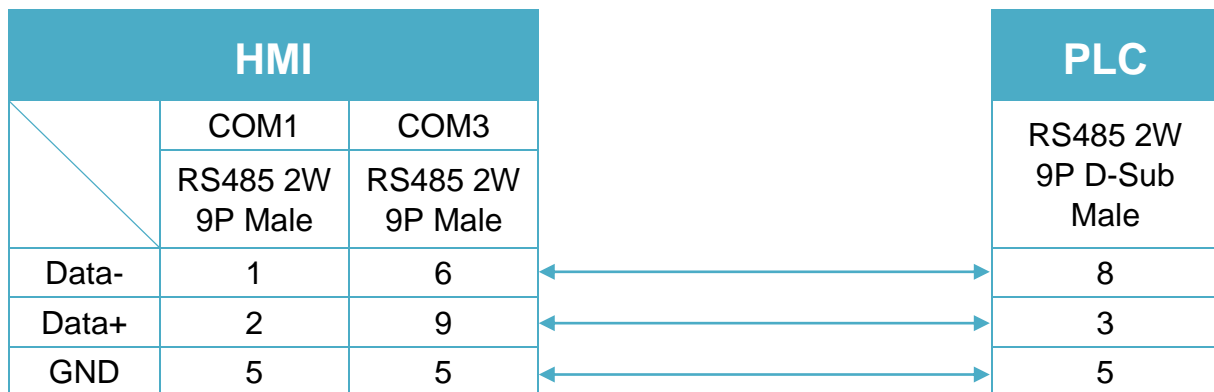 HMI
PLC
COM1
COM3
RS485 2W
9P Male
RS485 2W
9P Male
RS485 2W
9P D-Sub
Male
Data-
1
6
8
Data+
2
9
3
GND
5
5
5